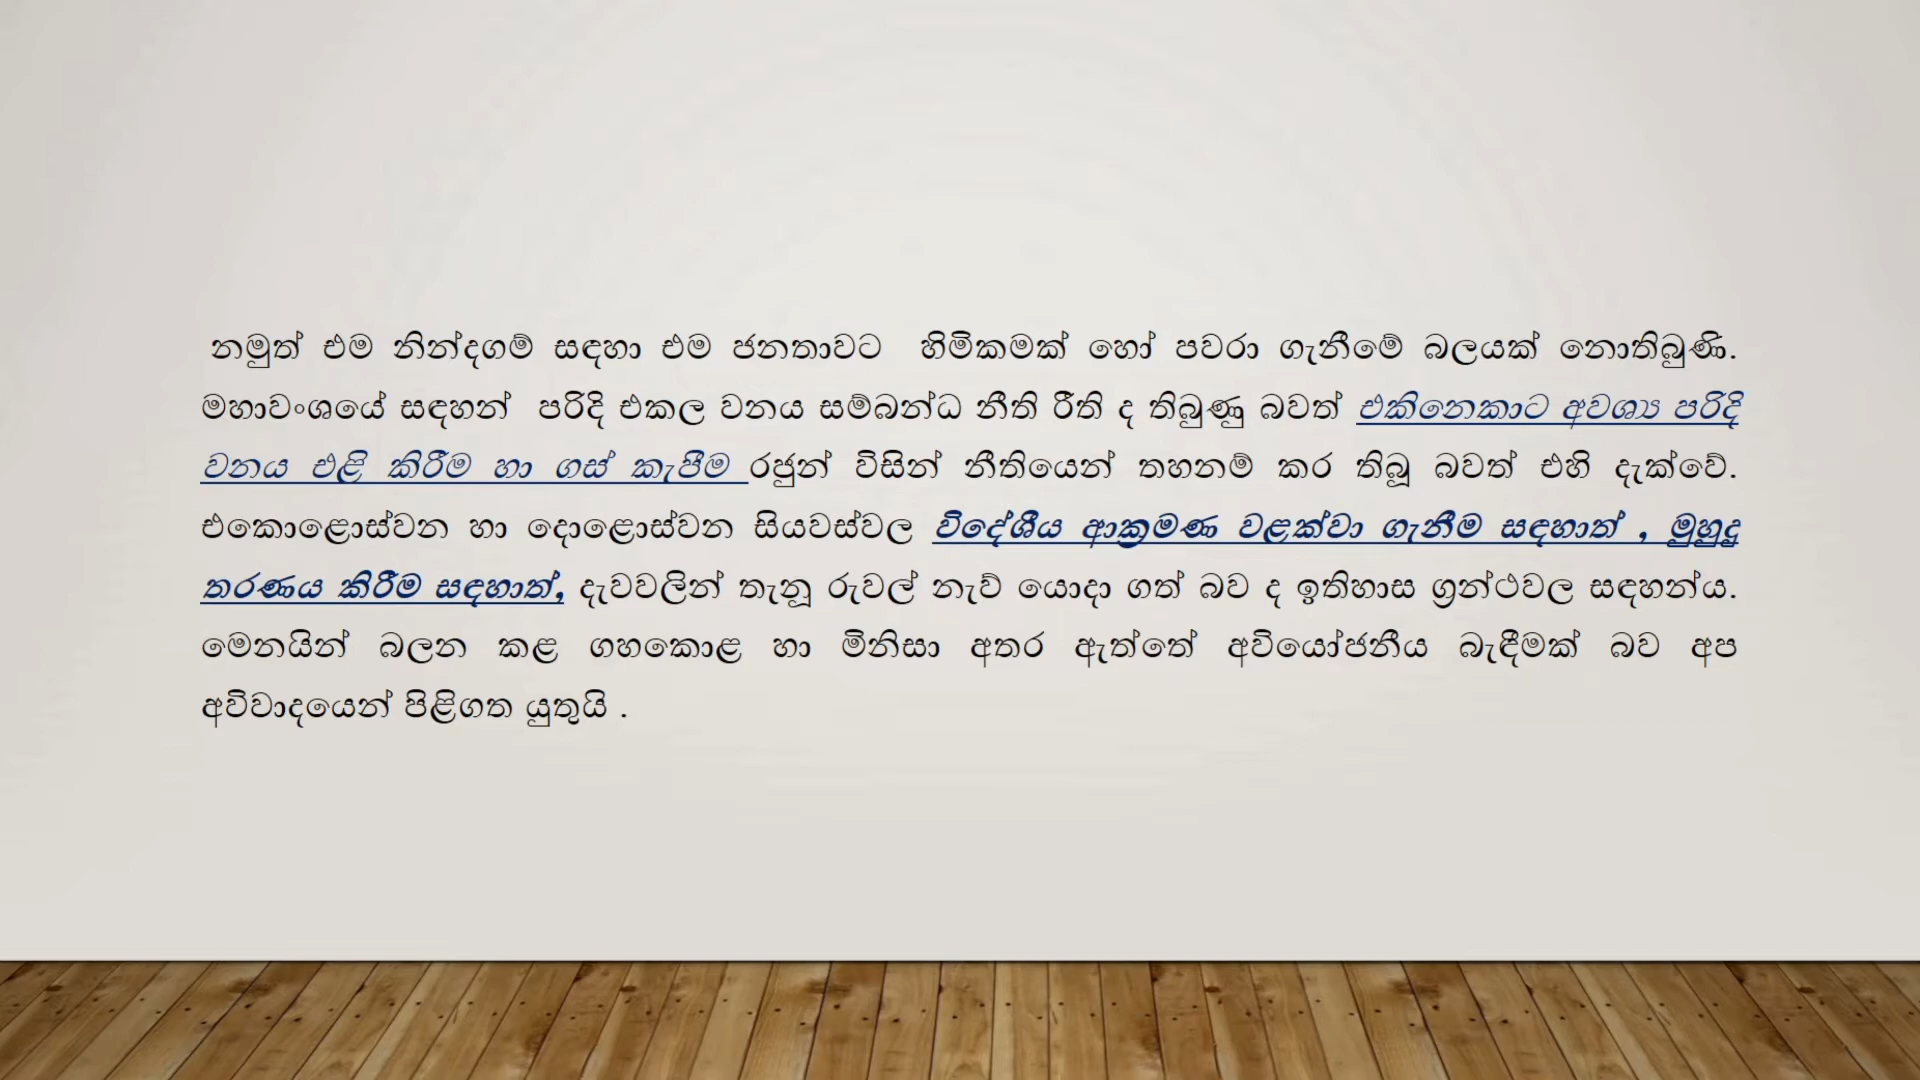 නමුත් එම නින්දගම් සඳහා එම ජනතාවට හිමිකමක් හෝ පවරා ගැනීමේ බලයක් නොතිබුණි.
මහාවංශයේ සඳහන් පරිදි එකල වනය සම්බන්ධ නීති රීති ද තිබුණු බවත් එකිනෙකාට අවශ්‍ය පරිදි
වනය එළි කිරීම හා ගස් කැපීම රජුන් විසින් නීතියෙන් තහනම් කර තිබූ බවත් එහි දැක්වේ.
එකොළොස්වන හා දොළොස්වන සියවස්වල විදේශීය ආක්‍රමණ වළක්වා ගැනීම සඳහාත් , මුහුදු
තරණය කිරීම සඳහාත්, දැවවලින් තැනූ රුවල් නැව් යොදා ගත් බව ද ඉතිහාස ග්‍රන්ථවල සඳහන්ය.
මෙනයින් බලන කළ ගහකොළ හා මිනිසා අතර ඇත්තේ අවියෝජනීය බැඳීමක් බව අප
අවිවාදයෙන් පිළිගත යුතුයි .